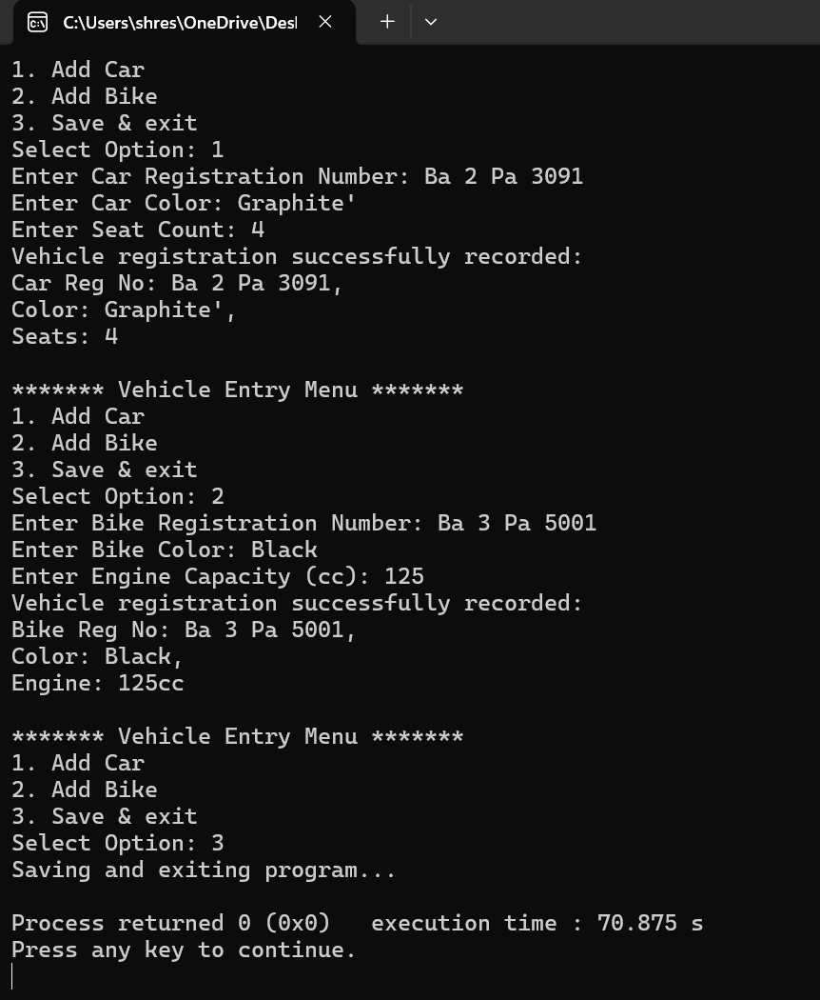 C:\Users\shres\OneDrive\Des
1. Add Car
2. Add Bike
3. Save & exit
Select Option: 1
Enter Car Registration Number: Ba 2 Pa 3091
Enter Car Color: Graphite'
Enter Seat Count: 4
Vehicle registration successfully recorded:
Car Reg No: Ba 2 Pa 3091,
Color: Graphite',
Seats: 4
******* Vehicle Entry Menu *******
1. Add Car
2. Add Bike
3. Save & exit
Select Option: 2
Enter Bike Registration Number: Ba 3 Pa 5001
Enter Bike Color: Black
Enter Engine Capacity (cc): 125
Vehicle registration successfully recorded:
Bike Reg No: Ba 3 Pa 5001,
Color: Black,
Engine: 125cc
******* Vehicle Entry Menu *******
1. Add Car
2. Add Bike
3. Save & exit
Select Option: 3
Saving and exiting program...
Process returned 0 (0x0)   execution time : 70.875 s
Press any key to continue.